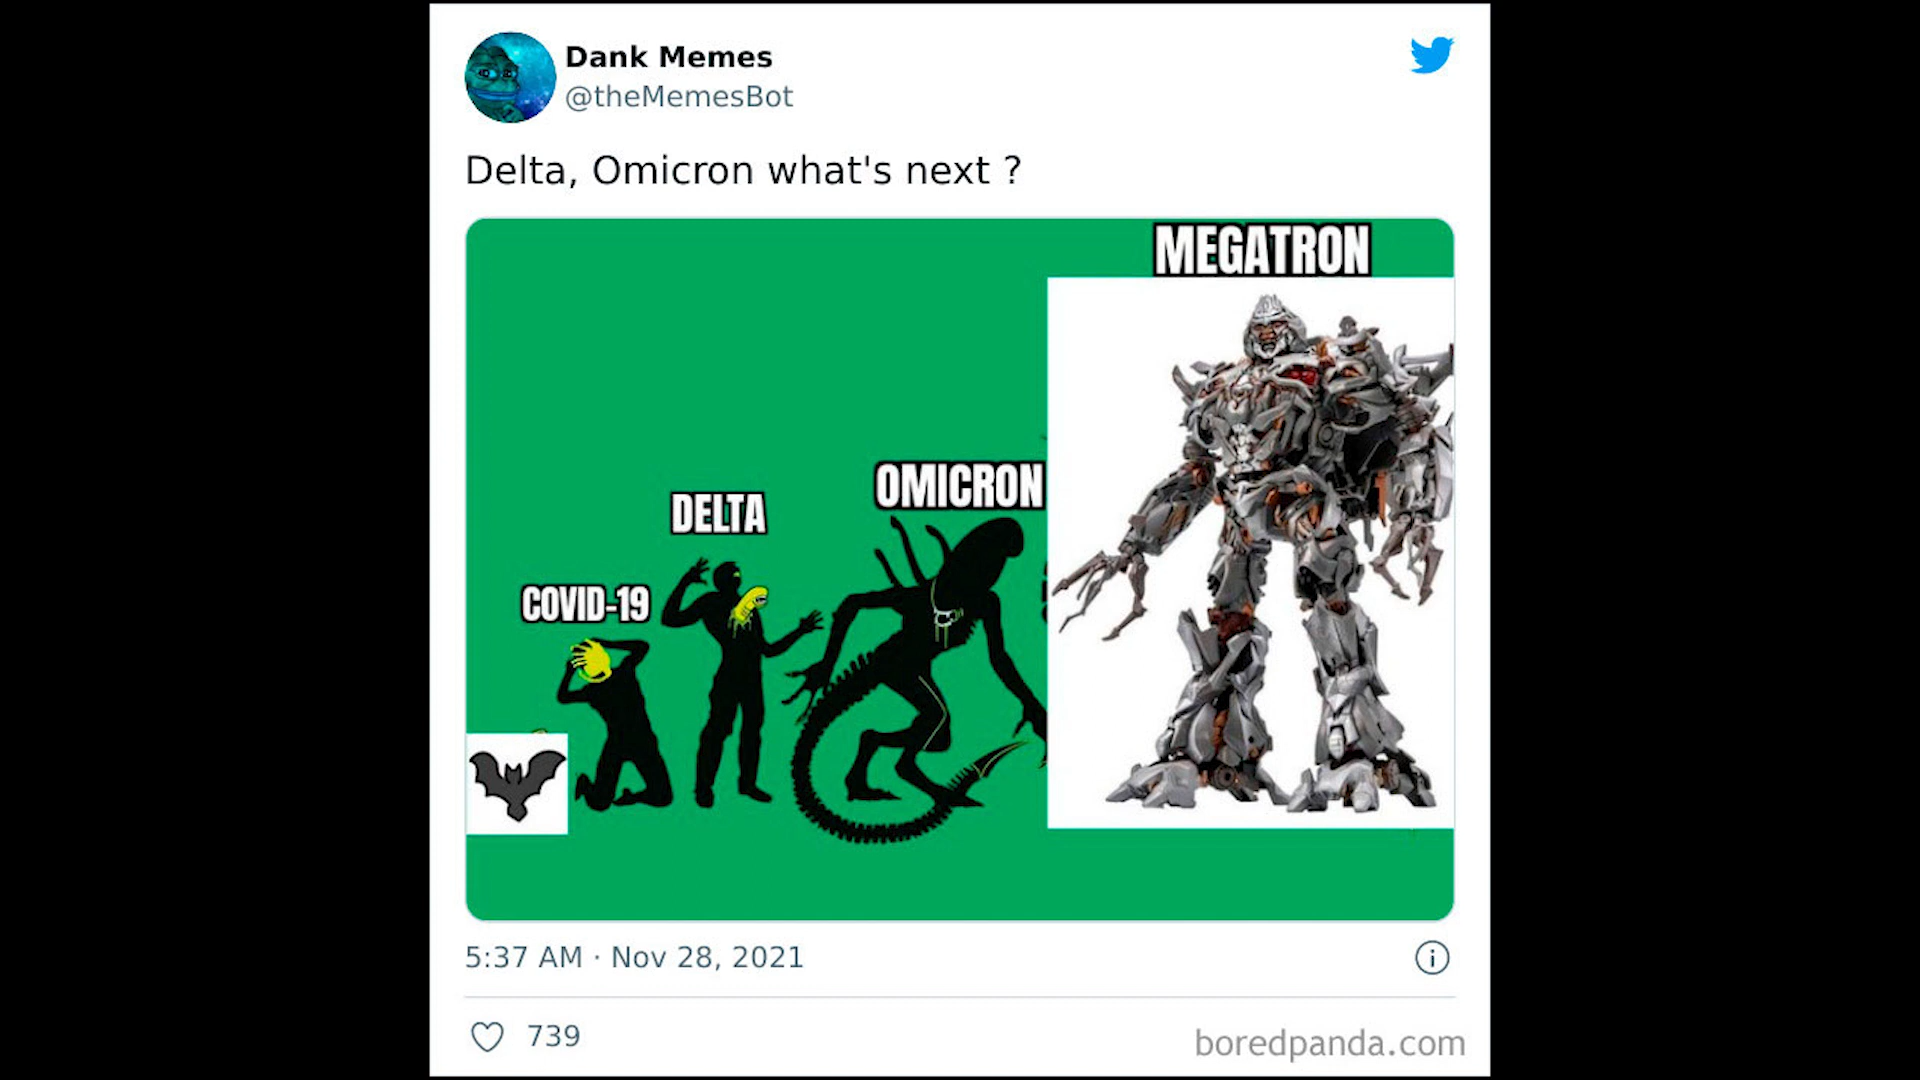 Dank Memes
@theMemesBot
Delta, Omicron what's next ?
MEGATRON
OMICRON
DELTA
COVID-19
5:37 AM · Nov 28, 2021
739
boredpanda.com